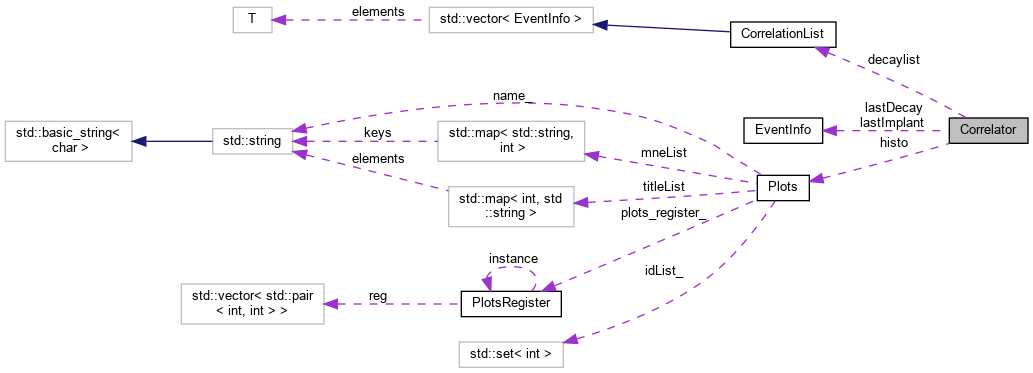 T
elements
std::vector< EventInfo >
CorrelationList
decaylist
name_
lastDecay
lastImplant
std::basic_string<
char >
std::string
keys
std::map< std::string,
int >
EventInfo
Correlator
histo
elements
mneList
Plots
titleList
std::map< int, std
::string >
plots_register_
instance
idList_
std::vector< std::pair
< int, int > >
reg
PlotsRegister
std::set< int >